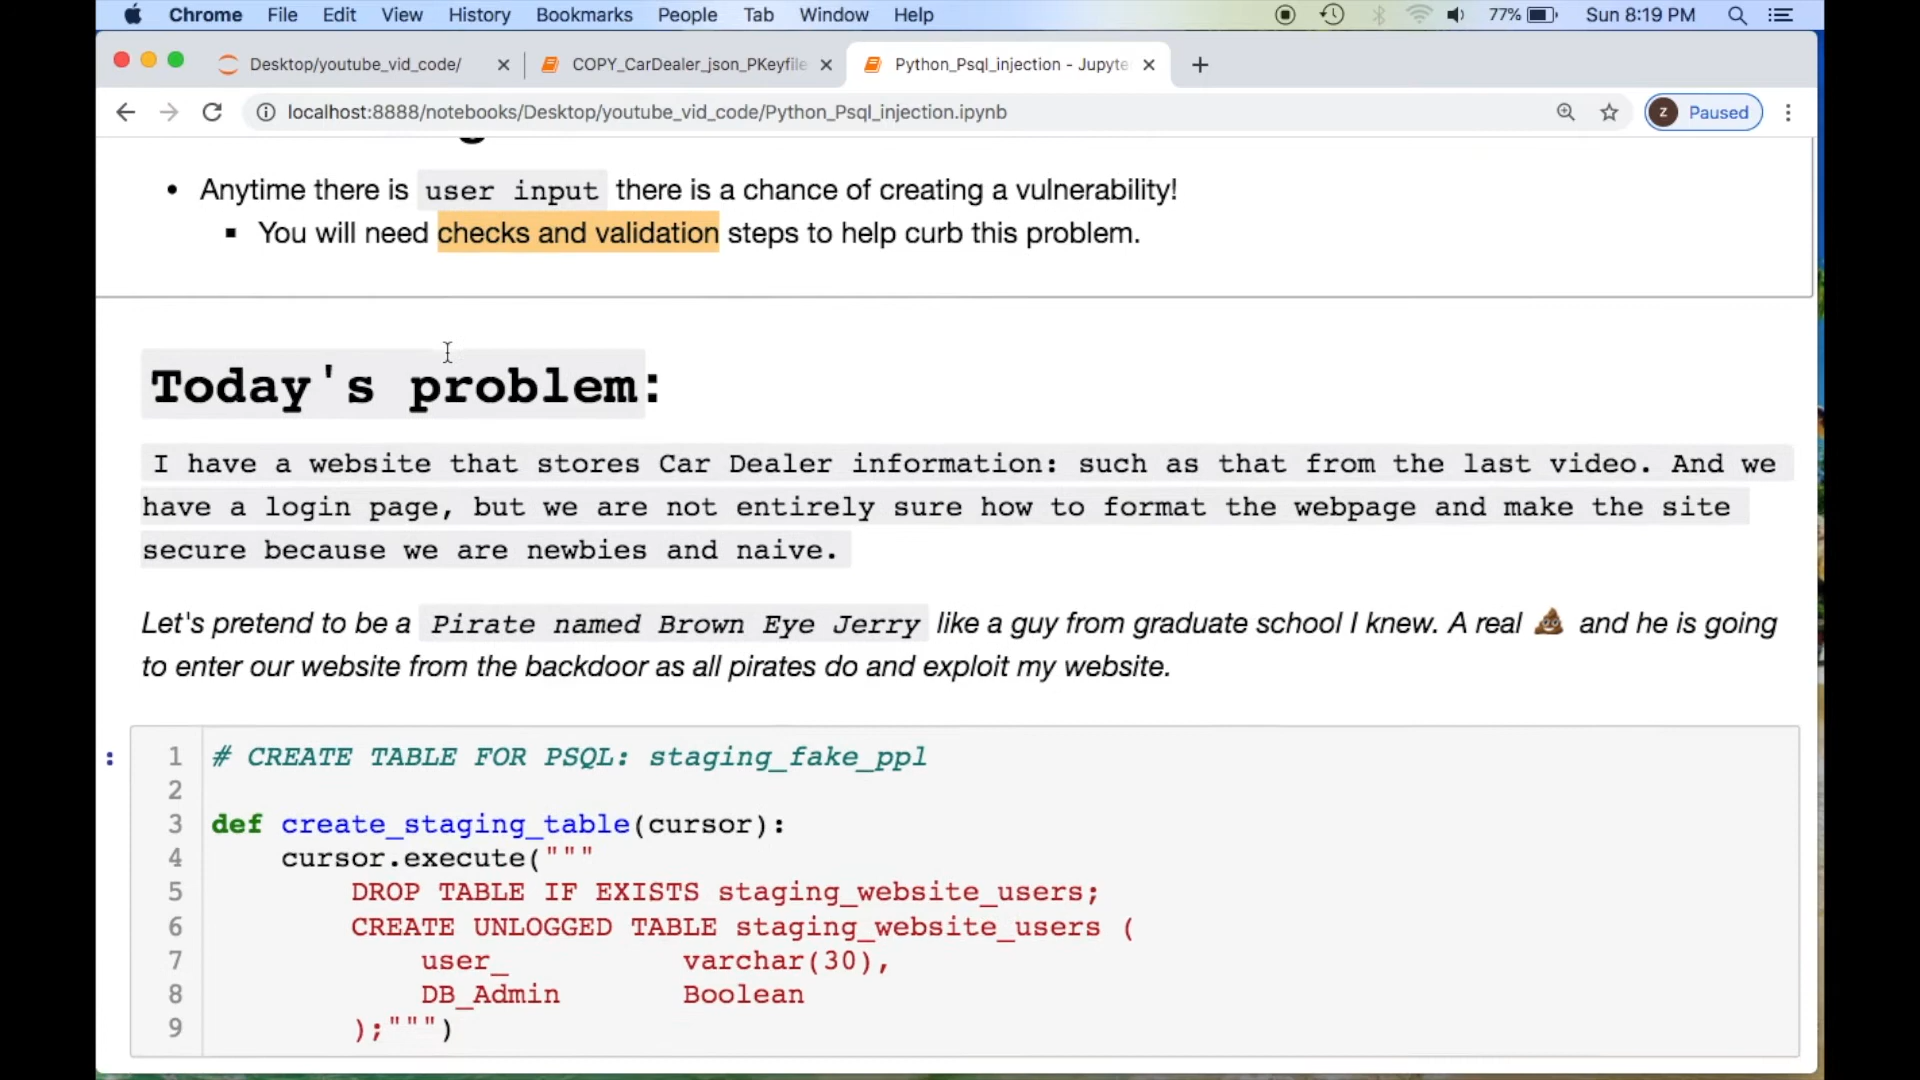 Chrome File Edit View History Bookmarks People Tab Window Help 77% Sun 8:19 PM
Desktop/youtube_vid_code/ COPY_CarDealer_json_PKeyfile Python_Psql_injection - Jupyte
localhost:8888/notebooks/Desktop/youtube_vid_code/Python_Psql_injection.ipynb z Paused
• Anytime there is user input there is a chance of creating a vulnerability!
▪ You will need checks and validation steps to help curb this problem.
Today's problem:
I have a website that stores Car Dealer information: such as that from the last video. And we
have a login page, but we are not entirely sure how to format the webpage and make the site
secure because we are newbies and naive.
Let's pretend to be a Pirate named Brown Eye Jerry like a guy from graduate school I knew. A real 💩 and he is going
to enter our website from the backdoor as all pirates do and exploit my website.
: 1 # CREATE TABLE FOR PSQL: staging_fake_ppl
2
3 def create_staging_table(cursor):
4 cursor.execute("""
5 DROP TABLE IF EXISTS staging_website_users;
6 CREATE UNLOGGED TABLE staging_website_users (
7 user_ varchar(30),
8 DB_Admin Boolean
9 );""")